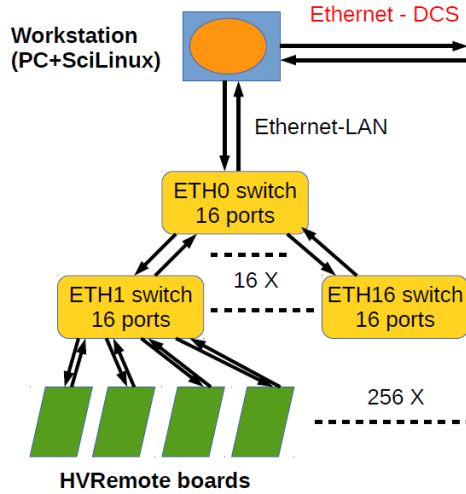 Ethernet - DCS
Workstation
(PC+SciLinux)
Ethernet-LAN
ETH0 switch
16 ports
16 X
ETH1 switch
16 ports
ETH16 switch
16 ports
256 X
HVRemote boards